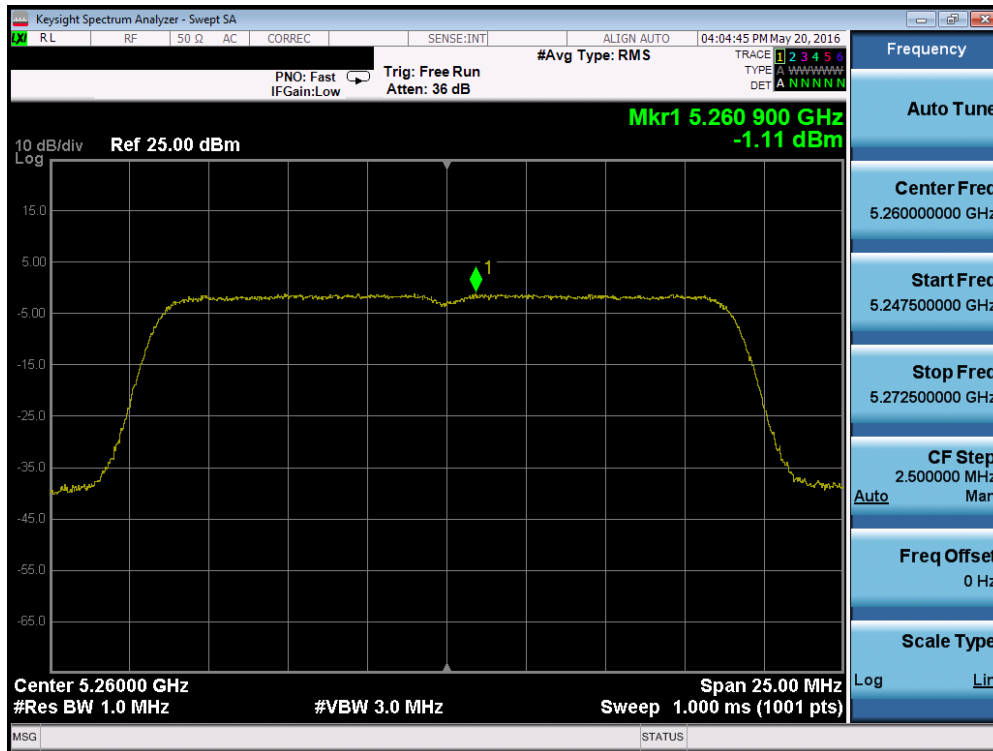 Keysight Spectrum Analyzer - Swept SA
LXI RL RF 50 Ω AC CORREC SENSE:INT ALIGN AUTO 04:04:45 PM May 20, 2016
#Avg Type: RMS
TRACE 1 2 3 4 5 6
PNO: Fast Trig: Free Run
TYPE A WWWWW
IFGain:Low Atten: 36 dB
DET A N N N N N
Mkr1 5.260 900 GHz
-1.11 dBm
10 dB/div Ref 25.00 dBm
Log
15.0
5.00
1
-5.00
-15.0
-25.0
-35.0
-45.0
-55.0
-65.0
Center 5.26000 GHz Span 25.00 MHz
#Res BW 1.0 MHz #VBW 3.0 MHz Sweep 1.000 ms (1001 pts)
MSG STATUS
Frequency
Auto Tune
Center Freq
5.260000000 GHz
Start Freq
5.247500000 GHz
Stop Freq
5.272500000 GHz
CF Step
2.500000 MHz
Auto Man
Freq Offset
0 Hz
Scale Type
Log Lin